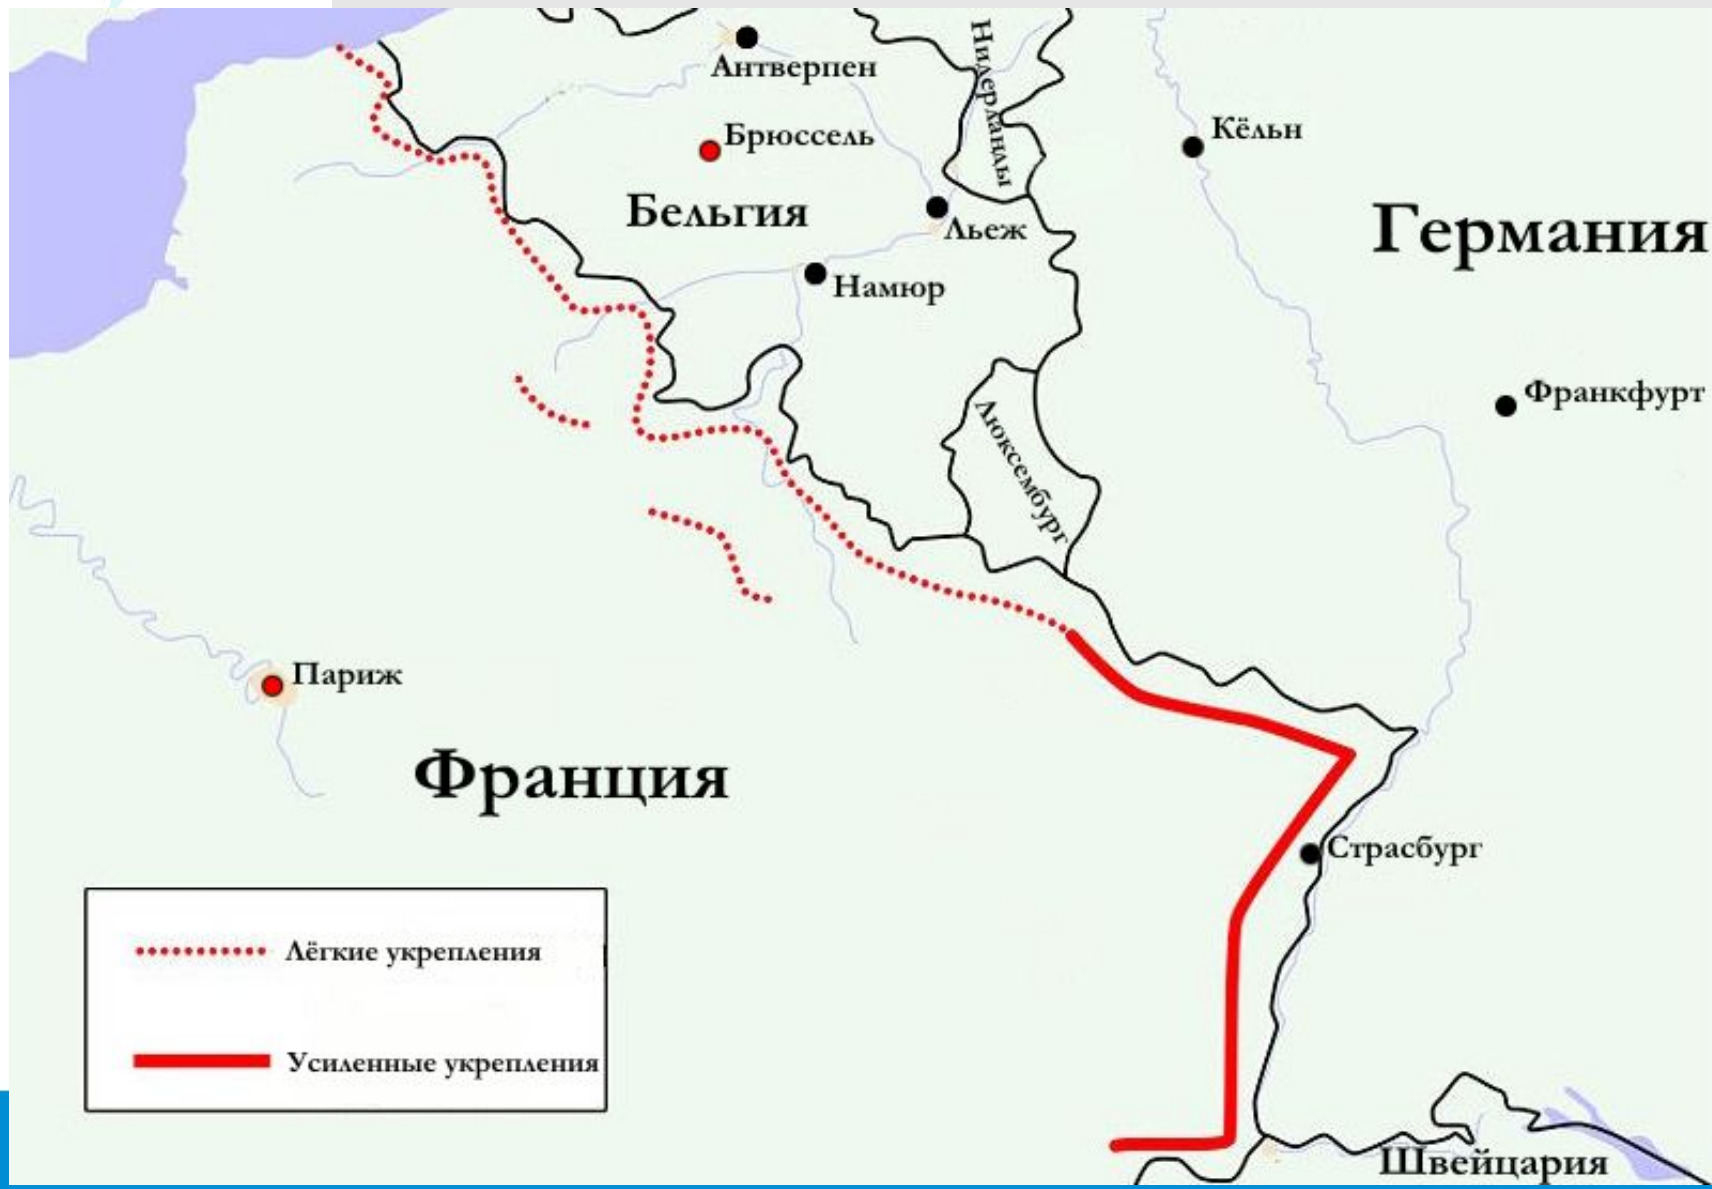 Антверпен
Нидерланды
Брюссель
Кёльн
Бельгия
Льеж
Германия
Намюр
Франкфурт
Люксембург
Париж
Франция
Страсбург
Лёгкие укрепления
Усиленные укрепления
Швейцария